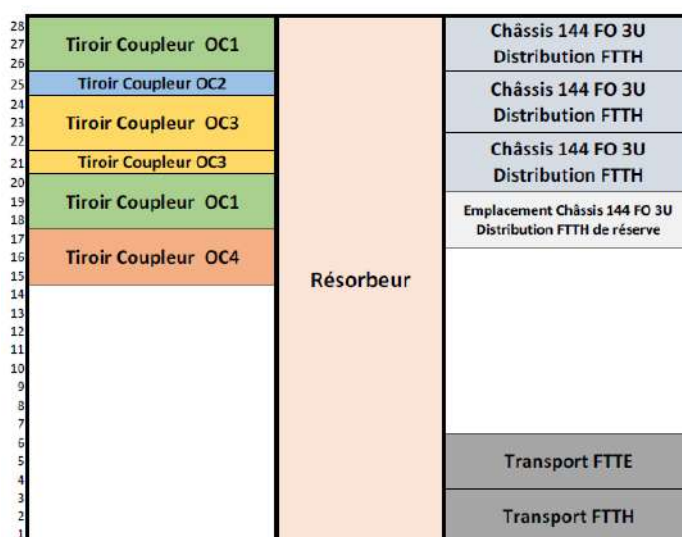 28
27
26
25
24
23
22
21
20
19
18
17
16
15
14
13
12
11
10
9
8
7
6
5
4
3
2
1
Tiroir Coupleur OC1
Tiroir Coupleur OC2
Tiroir Coupleur OC3
Tiroir Coupleur OC3
Tiroir Coupleur OC1
Tiroir Coupleur OC4
Résorbeur
Châssis 144 FO 3U
Distribution FTTH
Châssis 144 FO 3U
Distribution FTTH
Châssis 144 FO 3U
Distribution FTTH
Emplacement Châssis 144 FO 3U
Distribution FTTH de réserve
Transport FTTE
Transport FTTH